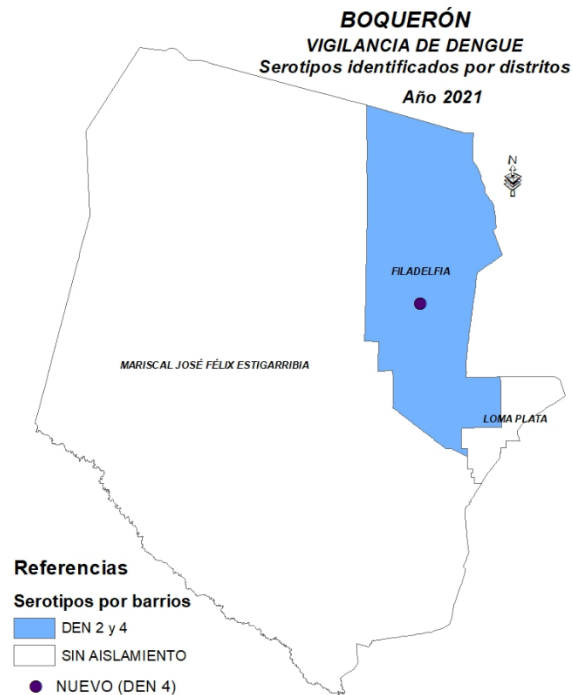 BOQUERÓN
VIGILANCIA DE DENGUE
Serotipos identificados por distritos
Año 2021
N
FILADELFIA
MARISCAL JOSÉ FÉLIX ESTIGARRIBIA
LOMA PLATA
Referencias
Serotipos por barrios
DEN 2 y 4
SIN AISLAMIENTO
NUEVO (DEN 4)